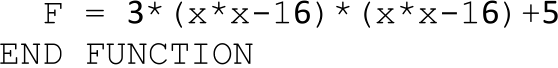 F = 3*(x*x-16)*(x*x-16)+5
END FUNCTION